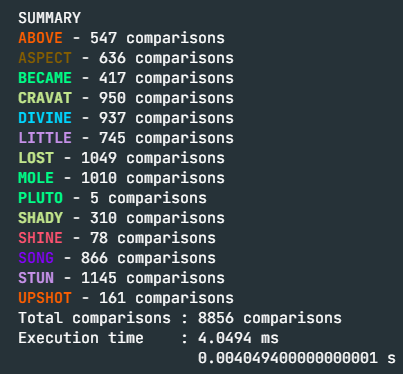 SUMMARY
ABOVE - 547 comparisons
ASPECT - 636 comparisons
BECAME - 417 comparisons
CRAVAT - 950 comparisons
DIVINE - 937 comparisons
LITTLE - 745 comparisons
LOST - 1049 comparisons
MOLE - 1010 comparisons
PLUTO - 5 comparisons
SHADY - 310 comparisons
SHINE - 78 comparisons
SONG - 866 comparisons
STUN - 1145 comparisons
UPSHOT - 161 comparisons
Total comparisons : 8856 comparisons
Execution time : 4.0494 ms
0.004049400000000001 s